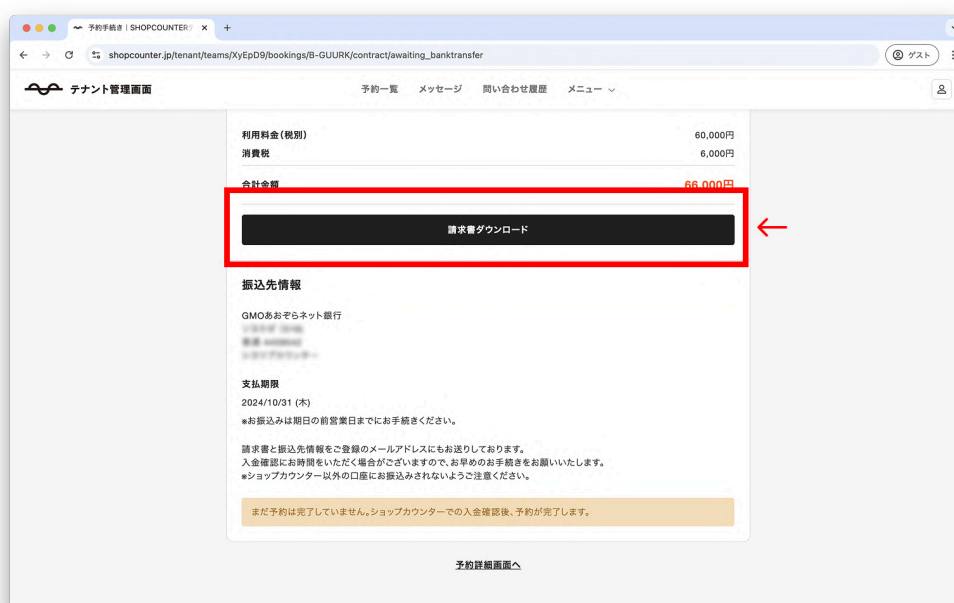 予約手続き | SHOPCOUNTER
shopcounter.jp/tenant/teams/XyEpD9/bookings/B-GUURK/contract/awaiting_banktransfer
ゲスト
テナント管理画面
予約一覧 メッセージ 問い合わせ履歴 メニュー
利用料金(税別) 60,000円
消費税 6,000円
合計金額 66,000円
請求書ダウンロード
←
振込先情報
GMOあおぞらネット銀行
支払期限
2024/10/31 (木)
*お振込みは期日の前営業日までにお手続きください。
請求書と振込先情報をご登録のメールアドレスにもお送りしております。
入金確認にお時間をいただく場合がございますので、お早めのお手続きをお願いいたします。
*ショップカウンター以外の口座にお振込みされないようご注意ください。
まだ予約は完了していません。ショップカウンターでの入金確認後、予約が完了します。
予約詳細画面へ